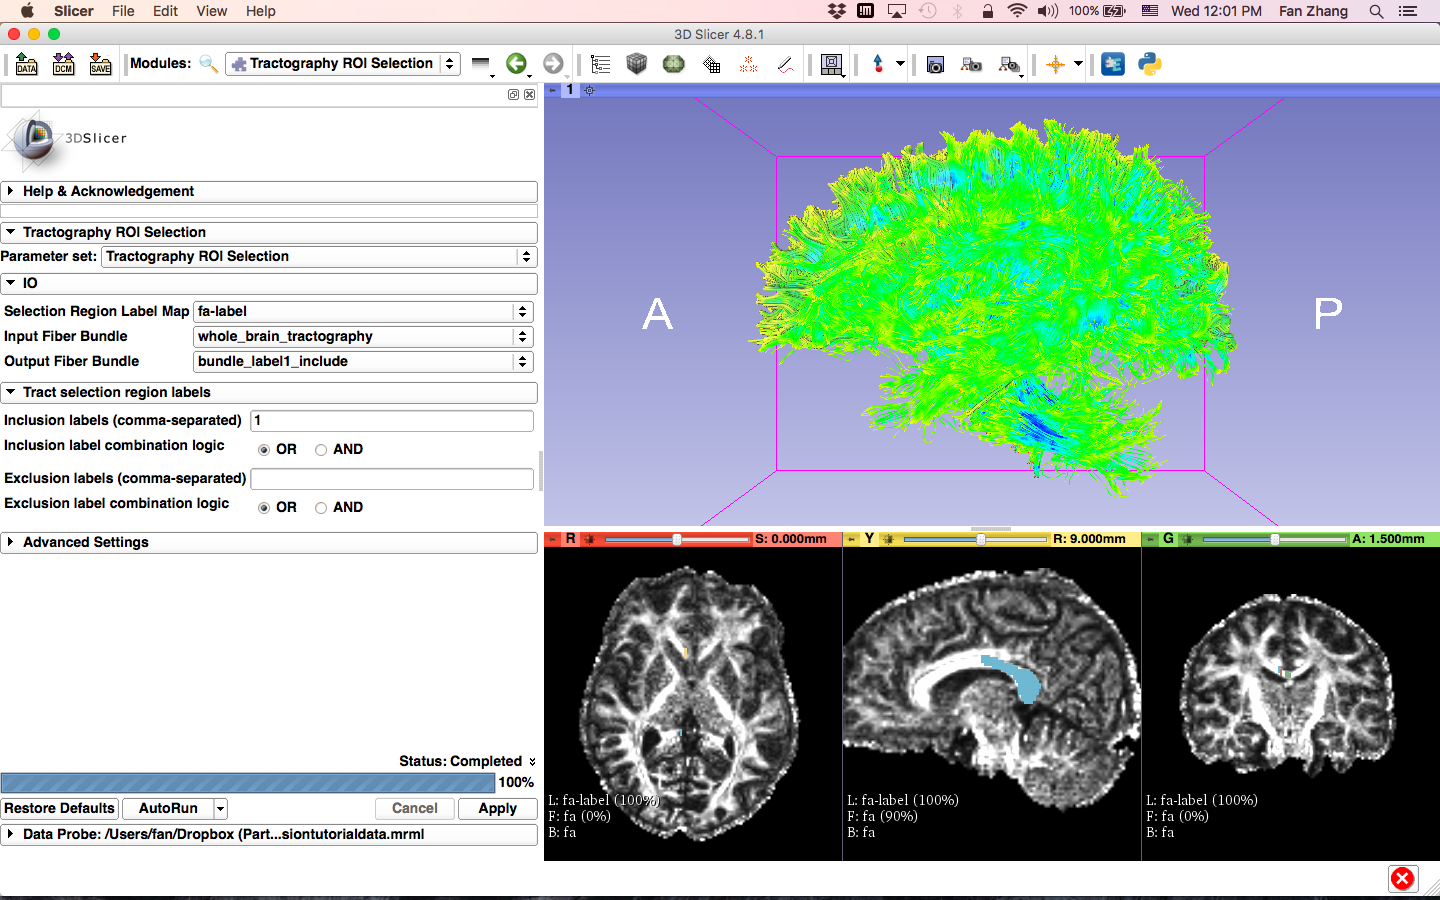 Slicer File Edit View Help 100% Wed 12:01 PM Fan Zhang
3D Slicer 4.8.1
DATA DCM SAVE Modules: Tractography ROI Selection
1
3DSlicer
Help & Acknowledgement
Tractography ROI Selection
Parameter set: Tractography ROI Selection
IO
Selection Region Label Map fa-label
Input Fiber Bundle whole_brain_tractography
Output Fiber Bundle bundle_label1_include
Tract selection region labels
Inclusion labels (comma-separated) 1
Inclusion label combination logic OR AND
Exclusion labels (comma-separated)
Exclusion label combination logic OR AND
Advanced Settings
Status: Completed
100%
Restore Defaults AutoRun Cancel Apply
Data Probe: /Users/fan/Dropbox (Part...siontutorialdata.mrml
A P
R S: 0.000mm
L: fa-label (100%)
F: fa (0%)
B: fa
Y R: 9.000mm
L: fa-label (100%)
F: fa (90%)
B: fa
G A: 1.500mm
L: fa-label (100%)
F: fa (0%)
B: fa